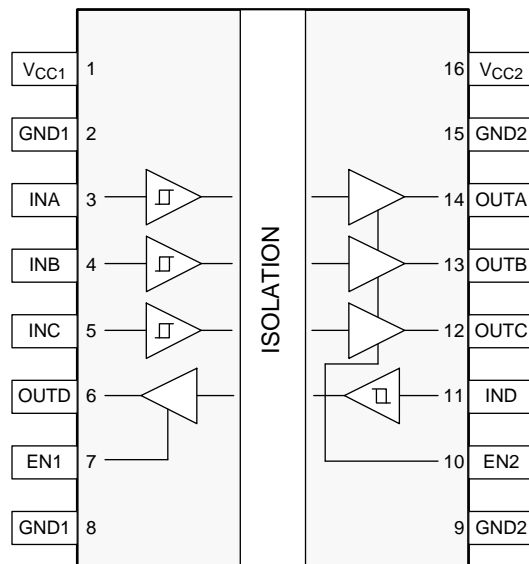 VCC1 1 16 VCC2
GND1 2 15 GND2
INA 3 14 OUTA
INB 4 13 OUTB
INC 5 12 OUTC
OUTD 6 11 IND
EN1 7 10 EN2
GND1 8 9 GND2
ISOLATION